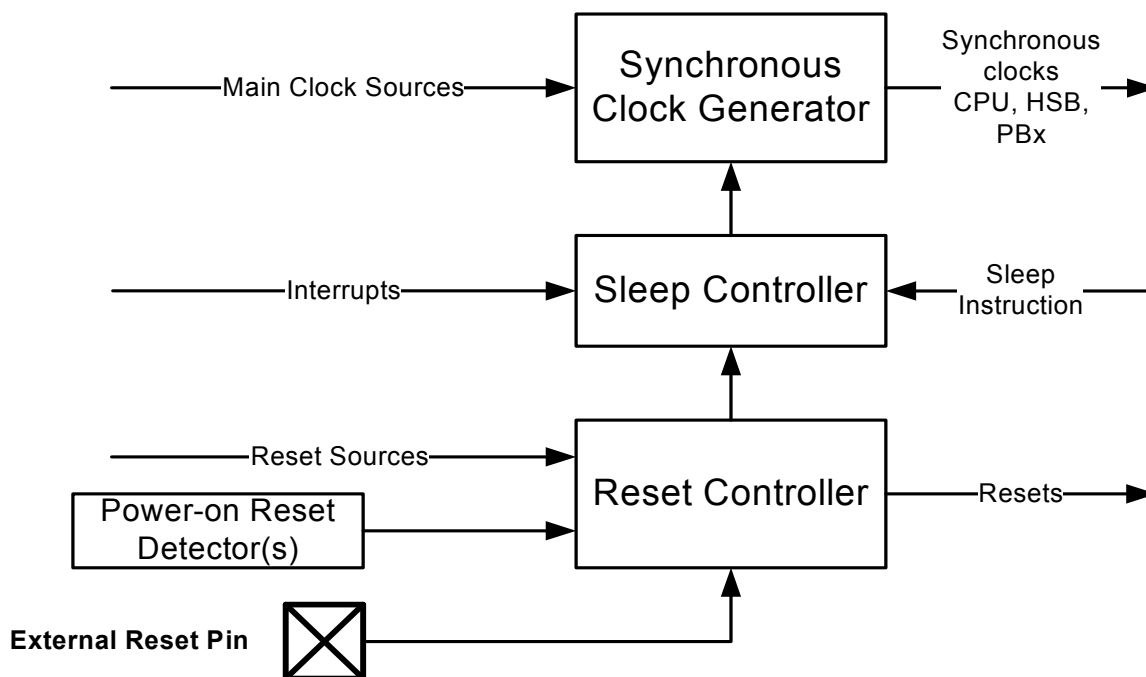 Main Clock Sources
Synchronous
Clock Generator
Synchronous
clocks
CPU, HSB,
PBx
Interrupts
Sleep Controller
Sleep
Instruction
Reset Sources
Power-on Reset
Detector(s)
Reset Controller
Resets
External Reset Pin